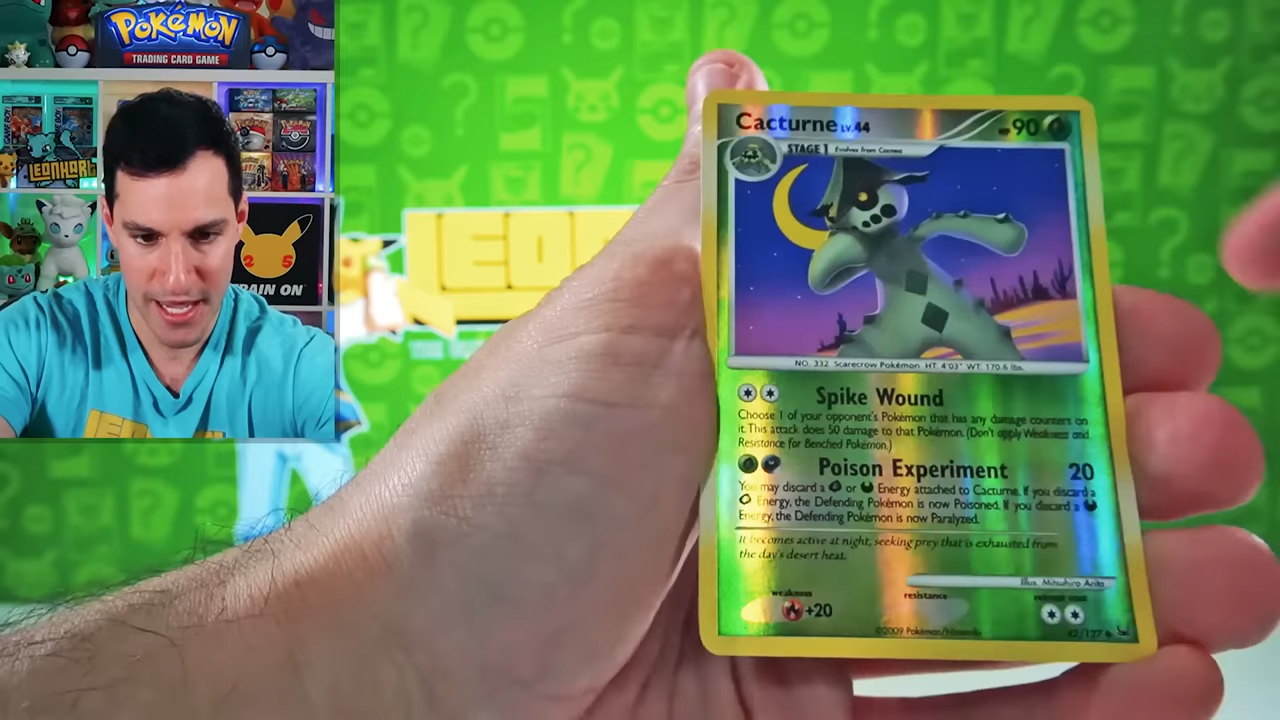 POKéMON
TRADING CARD GAME
LEONHART
25
TRAIN ON
LEO
Cacturne LV.44
90
STAGE 1 Evolves from Cacnea
NO. 332 Scarecrow Pokémon HT. 4'03" WT. 170.6 lbs.
Spike Wound
Choose 1 of your opponent's Pokémon that has any damage counters on
it. This attack does 50 damage to that Pokémon. (Don't apply Weakness and
Resistance for Benched Pokémon.)
Poison Experiment 20
You may discard a or Energy attached to Cacturne. If you discard a
Energy, the Defending Pokémon is now Poisoned. If you discard a
Energy, the Defending Pokémon is now Paralyzed.
It becomes active at night, seeking prey that is exhausted from
the day's desert heat.
Illus. Mitsuhiro Arita
weakness resistance retreat cost
+20
©2009 Pokémon/Nintendo 42/127